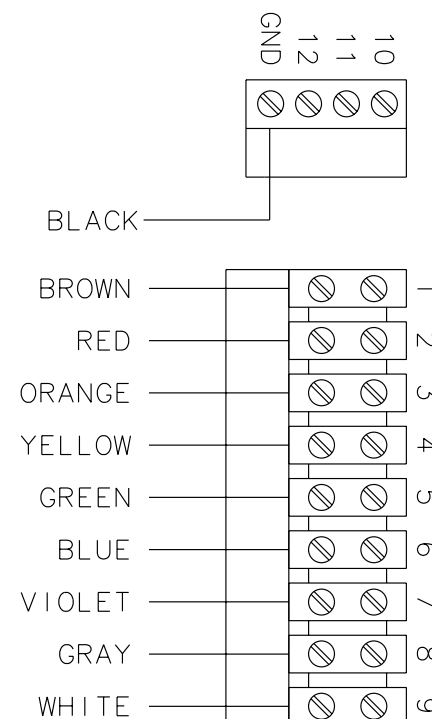 GND 12 11 10
BLACK
BROWN 1
RED 2
ORANGE 3
YELLOW 4
GREEN 5
BLUE 6
VIOLET 7
GRAY 8
WHITE 9